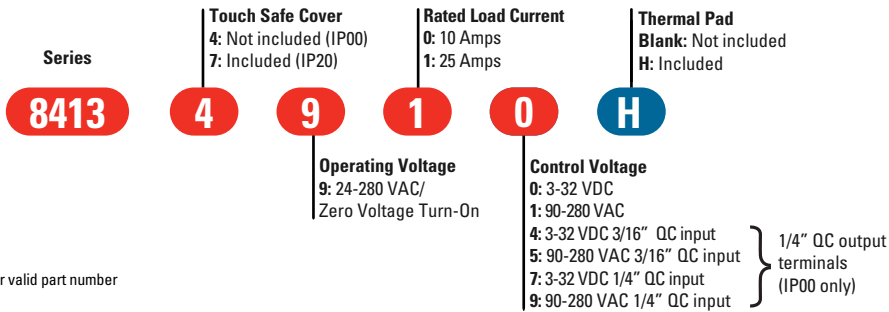 Touch Safe Cover
4: Not included (IP00)
7: Included (IP20)
Rated Load Current
0: 10 Amps
1: 25 Amps
Thermal Pad
Blank: Not included
H: Included
Series
8413 4 9 1 0 H
Operating Voltage
9: 24-280 VAC/
Zero Voltage Turn-On
Control Voltage
0: 3-32 VDC
1: 90-280 VAC
4: 3-32 VDC 3/16” QC input
5: 90-280 VAC 3/16” QC input
7: 3-32 VDC 1/4” QC input
9: 90-280 VAC 1/4” QC input
1/4” QC output
terminals
(IP00 only)
r valid part number